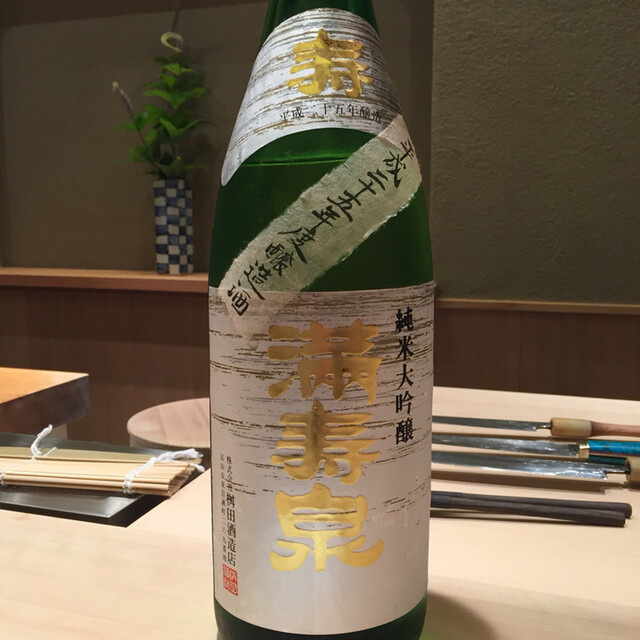 寿
平成二十五年醸造
平成二十五年度醸造酒
純米大吟醸
満寿泉
株式会社桝田酒造店